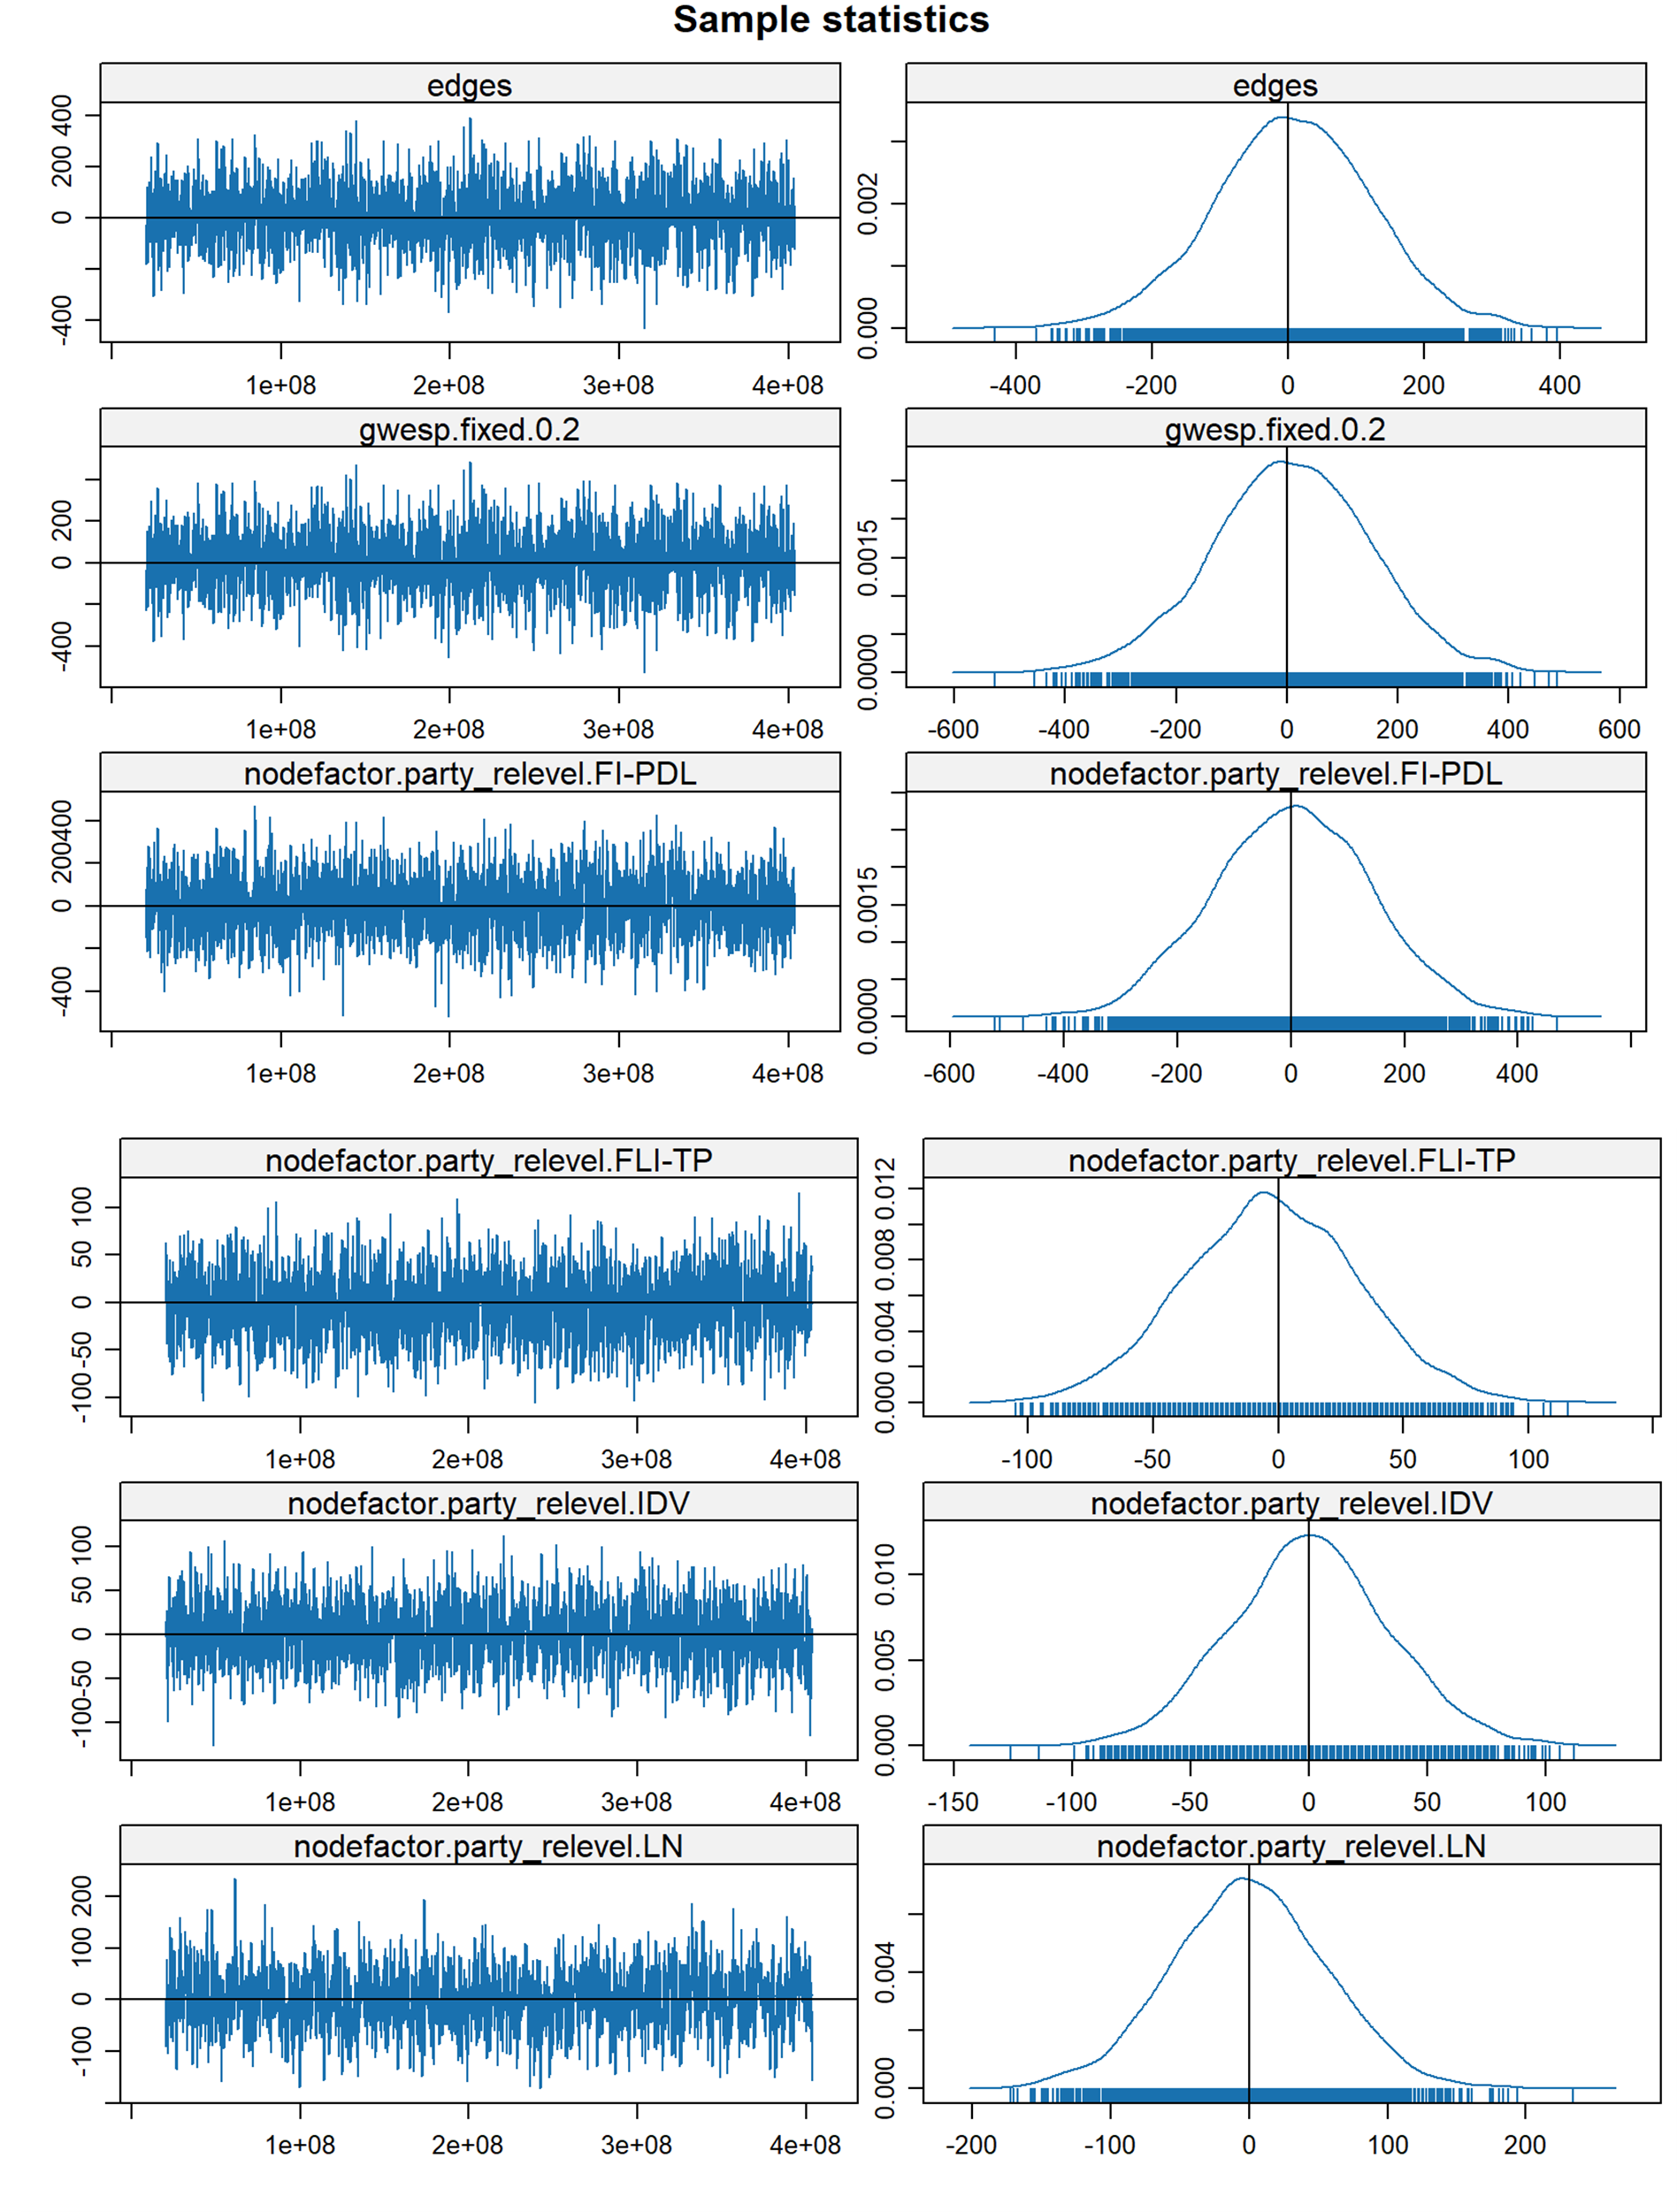 Sample statistics
edges
edges
-400 0 200 400
0.000 0.002
1e+08 2e+08 3e+08 4e+08
-400 -200 0 200 400
gwesp.fixed.0.2
gwesp.fixed.0.2
-400 0 200
0.0000 0.0015
1e+08 2e+08 3e+08 4e+08
-600 -400 -200 0 200 400 600
nodefactor.party_relevel.FI-PDL
nodefactor.party_relevel.FI-PDL
-400 0 200400
0.0000 0.0015
1e+08 2e+08 3e+08 4e+08
-600 -400 -200 0 200 400
nodefactor.party_relevel.FLI-TP
nodefactor.party_relevel.FLI-TP
-100 -50 0 50 100
0.000 0.004 0.008 0.012
1e+08 2e+08 3e+08 4e+08
-100 -50 0 50 100
nodefactor.party_relevel.IDV
nodefactor.party_relevel.IDV
-100 -50 0 50 100
0.000 0.005 0.010
1e+08 2e+08 3e+08 4e+08
-150 -100 -50 0 50 100
nodefactor.party_relevel.LN
nodefactor.party_relevel.LN
-100 0 100 200
0.000 0.004
1e+08 2e+08 3e+08 4e+08
-200 -100 0 100 200